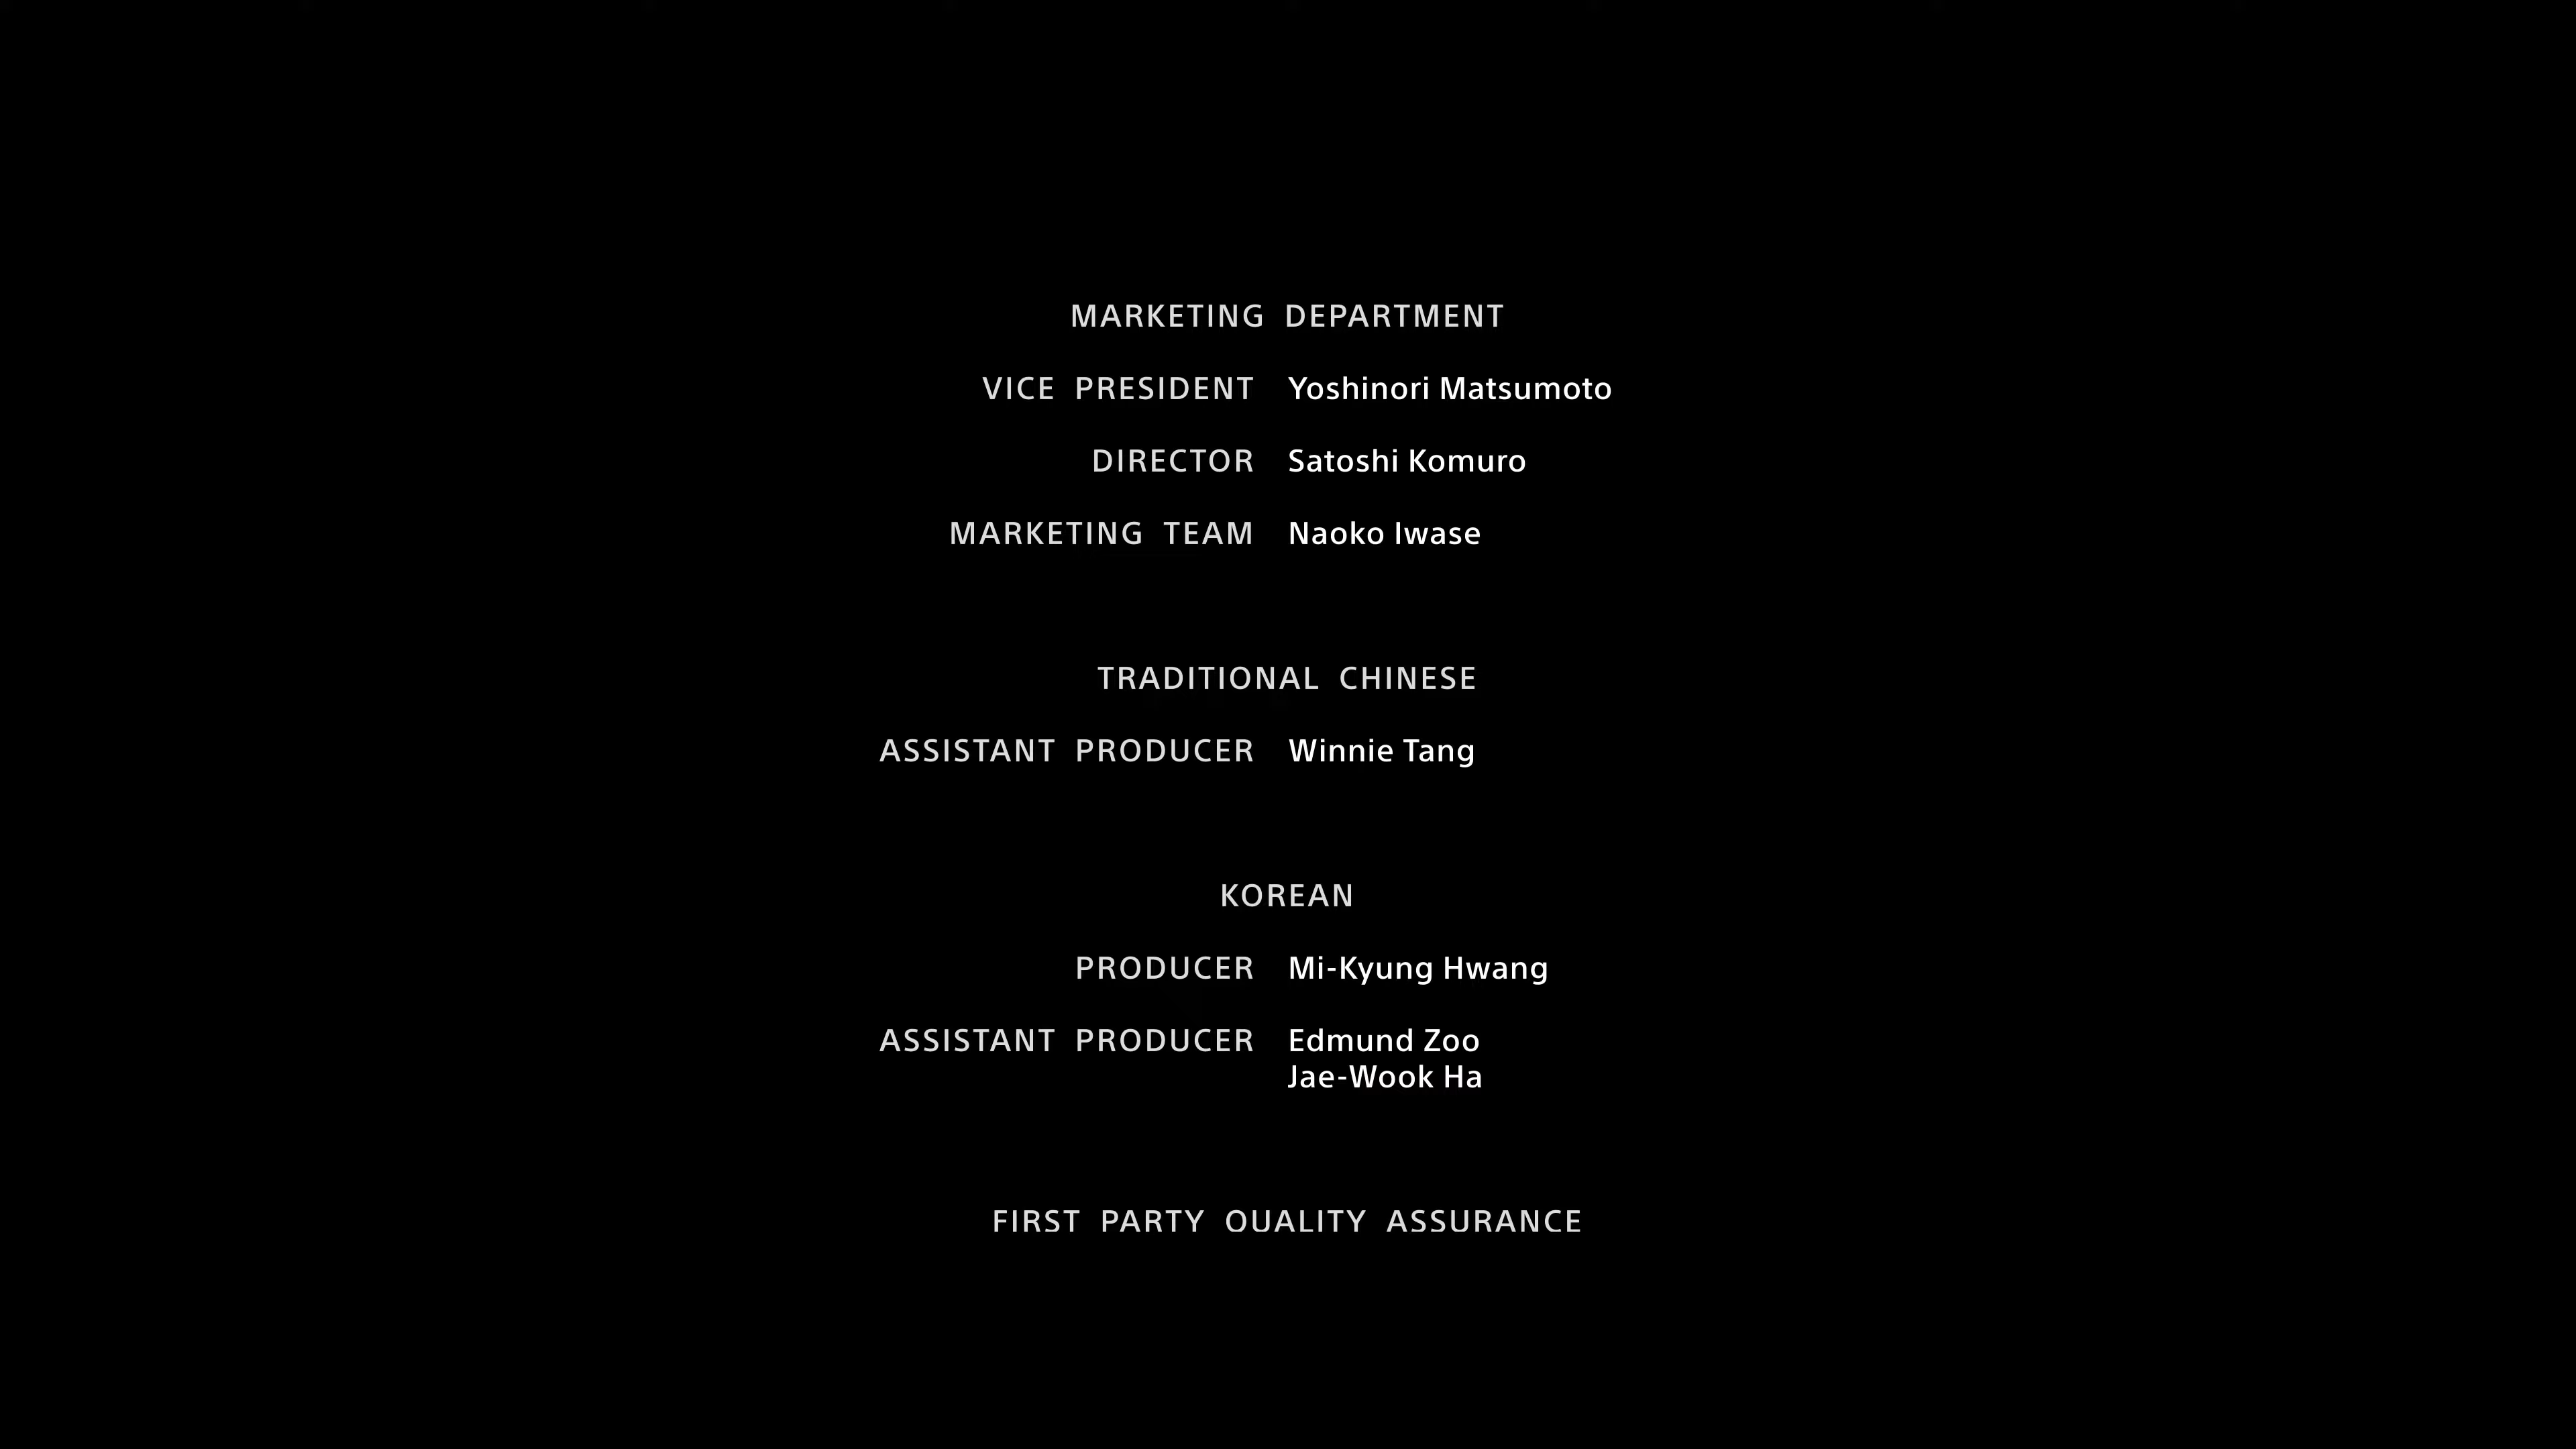 MARKETING DEPARTMENT
VICE PRESIDENT Yoshinori Matsumoto
DIRECTOR Satoshi Komuro
MARKETING TEAM Naoko Iwase
TRADITIONAL CHINESE
ASSISTANT PRODUCER Winnie Tang
KOREAN
PRODUCER Mi-Kyung Hwang
ASSISTANT PRODUCER Edmund Zoo
Jae-Wook Ha
FIRST PARTY QUALITY ASSURANCE